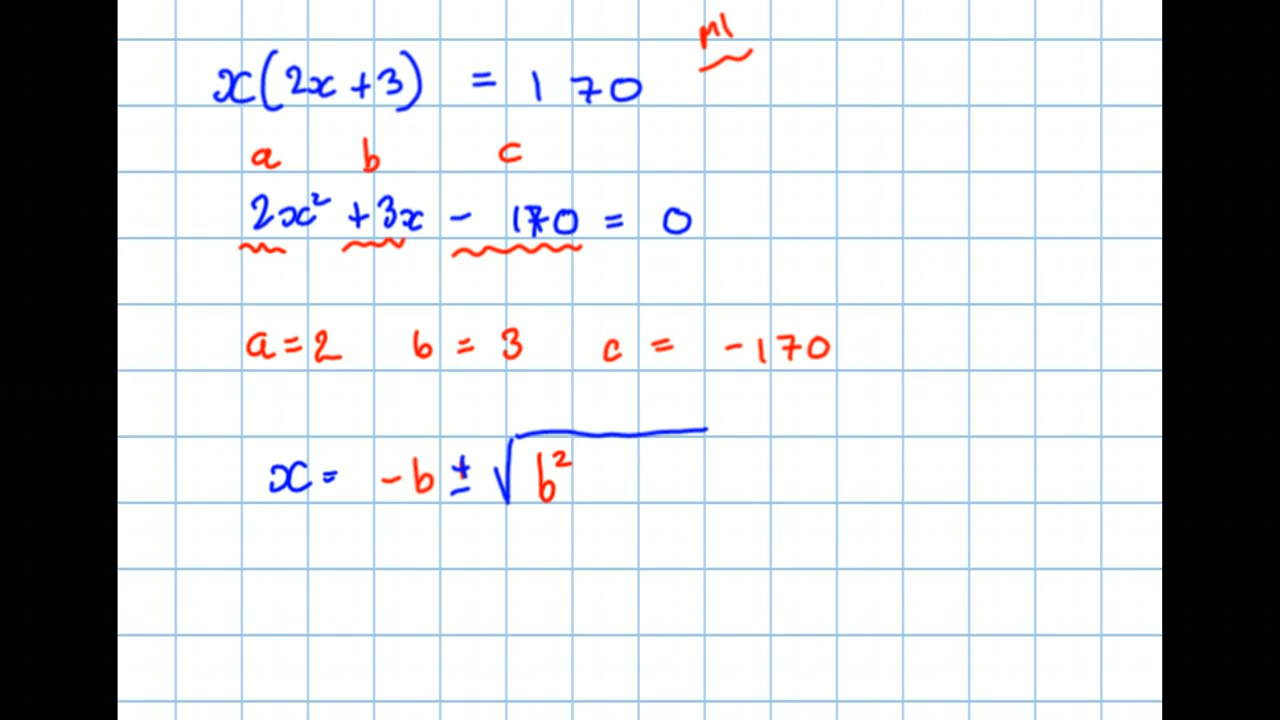 M1
x(2x+3) = 170
a b c
2x² +3x - 170 = 0
a=2 b = 3 c = -170
x= -b ± √b²